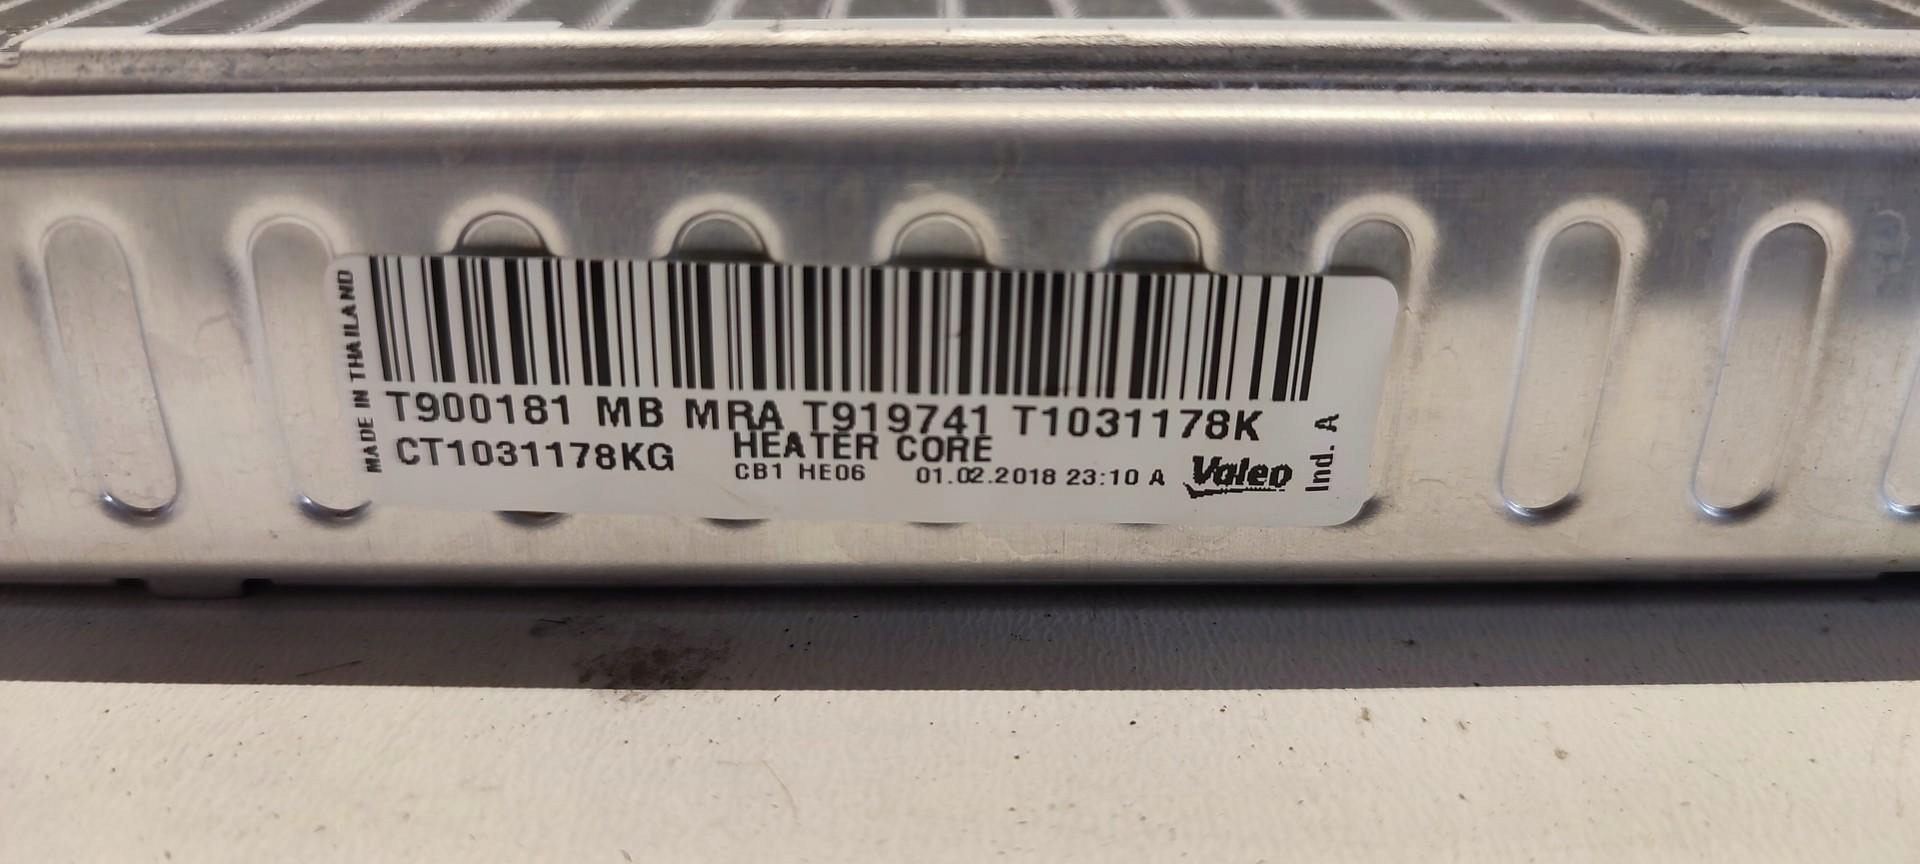 MADE IN THAILAND
T900181 MB MRA T919741 T1031178K
CT1031178KG HEATER CORE
CB1 HE06 01.02.2018 23:10 A Valeo
Ind. A